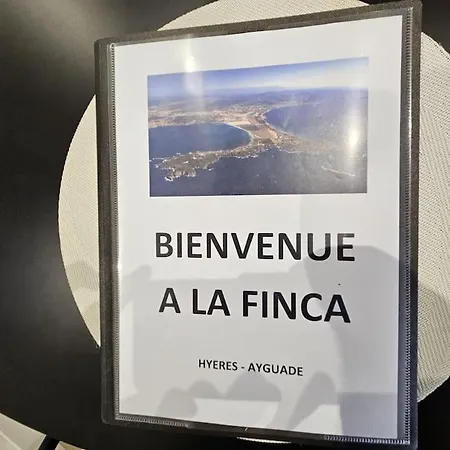 BIENVENUE
A LA FINCA
HYERES - AYGUADE